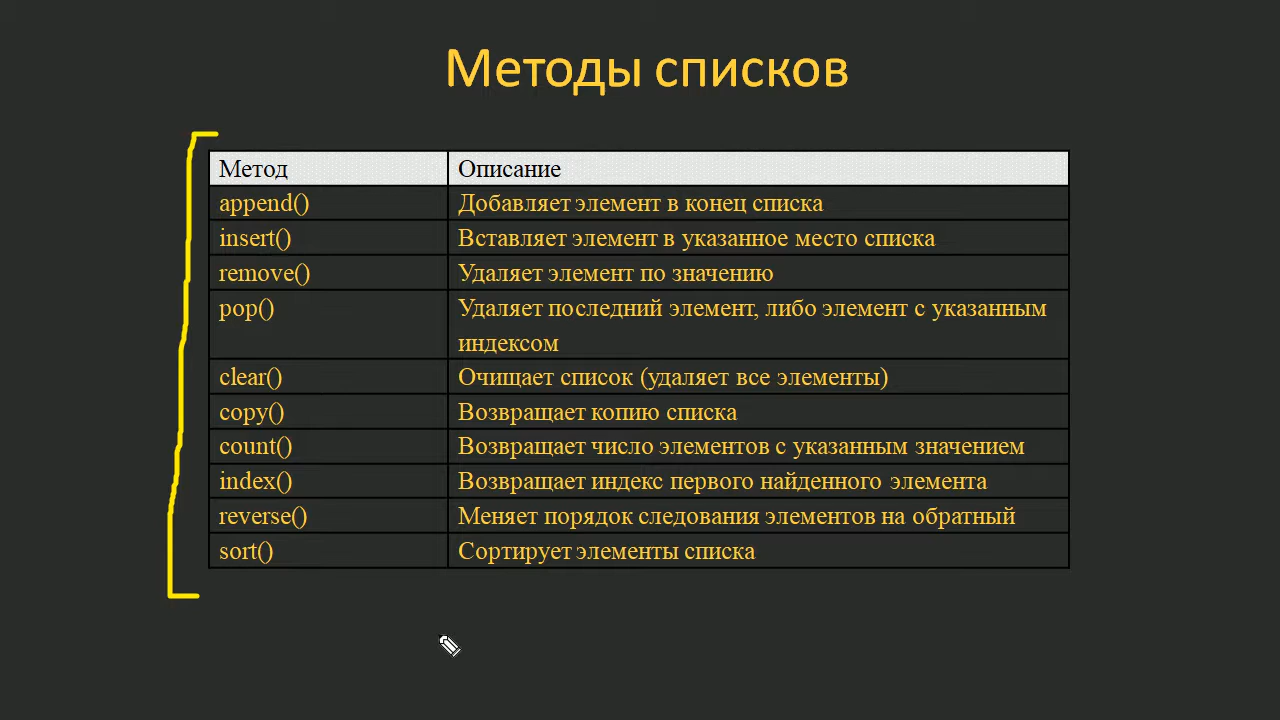 Методы списков
Метод Описание
append() Добавляет элемент в конец списка
insert() Вставляет элемент в указанное место списка
remove() Удаляет элемент по значению
pop() Удаляет последний элемент, либо элемент с указанным
индексом
clear() Очищает список (удаляет все элементы)
copy() Возвращает копию списка
count() Возвращает число элементов с указанным значением
index() Возвращает индекс первого найденного элемента
reverse() Меняет порядок следования элементов на обратный
sort() Сортирует элементы списка